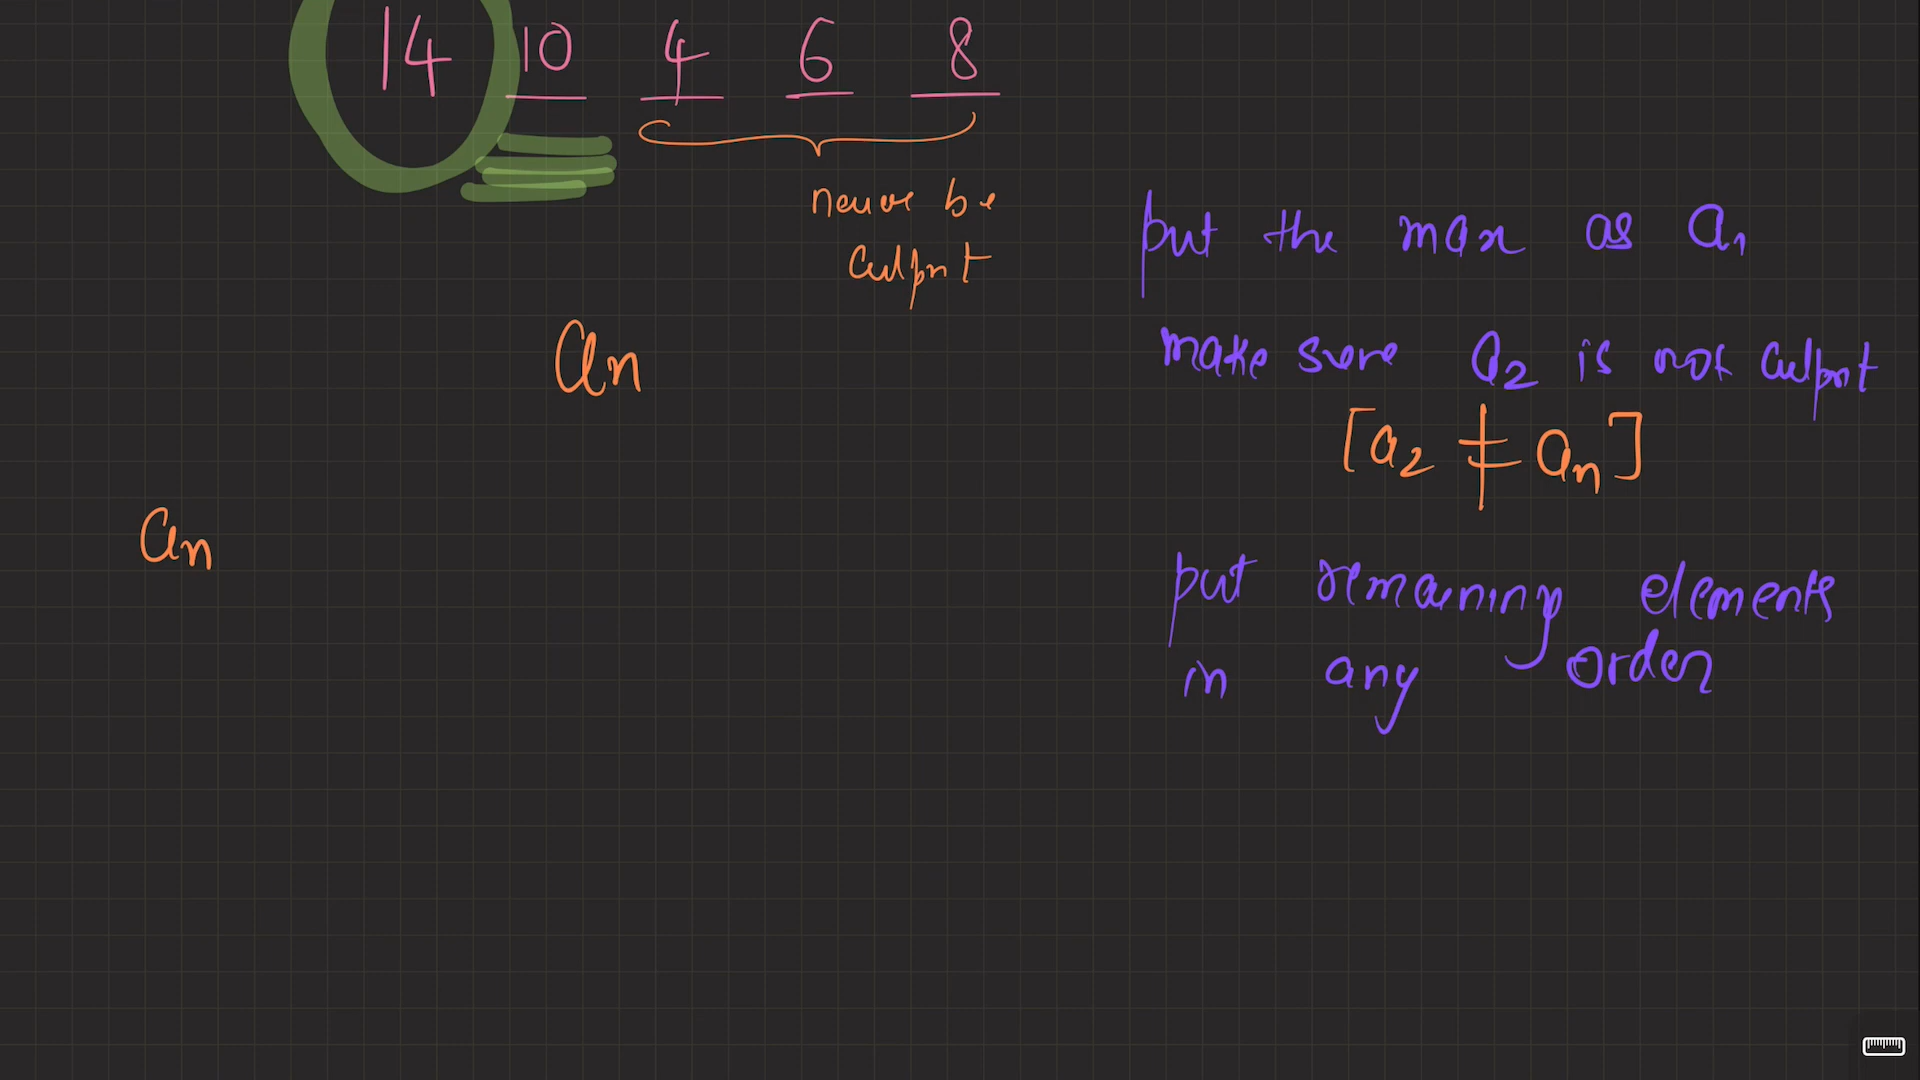 14 10 4 6 8
never be
culprit
put the max as a₁
make sure a₂ is not culprit
aₙ
[a₂ ≠ aₙ]
aₙ
put remaining elements
in any order